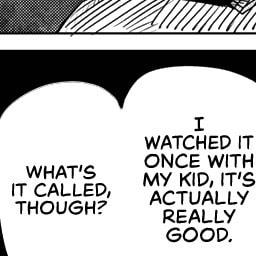 I
WATCHED IT
ONCE WITH
MY KID, IT'S
ACTUALLY
REALLY
GOOD.
WHAT'S
IT CALLED,
THOUGH?